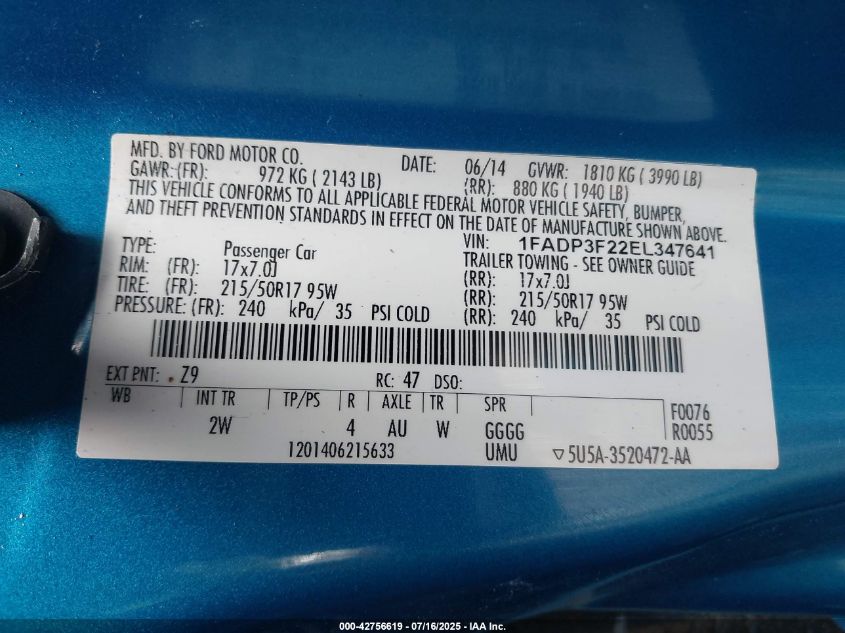 MFD. BY FORD MOTOR CO. DATE: 06/14 GVWR: 1810 KG ( 3990 LB)
GAWR: (FR): 972 KG ( 2143 LB) (RR): 880 KG ( 1940 LB)
THIS VEHICLE CONFORMS TO ALL APPLICABLE FEDERAL MOTOR VEHICLE SAFETY, BUMPER,
AND THEFT PREVENTION STANDARDS IN EFFECT ON THE DATE OF MANUFACTURE SHOWN ABOVE.
VIN: 1FADP3F22EL347641
TYPE: Passenger Car TRAILER TOWING - SEE OWNER GUIDE
RIM: (FR): 17x7.0J (RR): 17x7.0J
TIRE: (FR): 215/50R17 95W (RR): 215/50R17 95W
PRESSURE: (FR): 240 kPa/ 35 PSI COLD (RR): 240 kPa/ 35 PSI COLD
EXT PNT: Z9 RC: 47 DSO:
WB INT TR TP/PS R AXLE TR SPR F0076
2W 4 AU W GGGG R0055
1201406215633 UMU ▽5U5A-3520472-AA
000-42756619 - 07/16/2025 - IAA Inc.